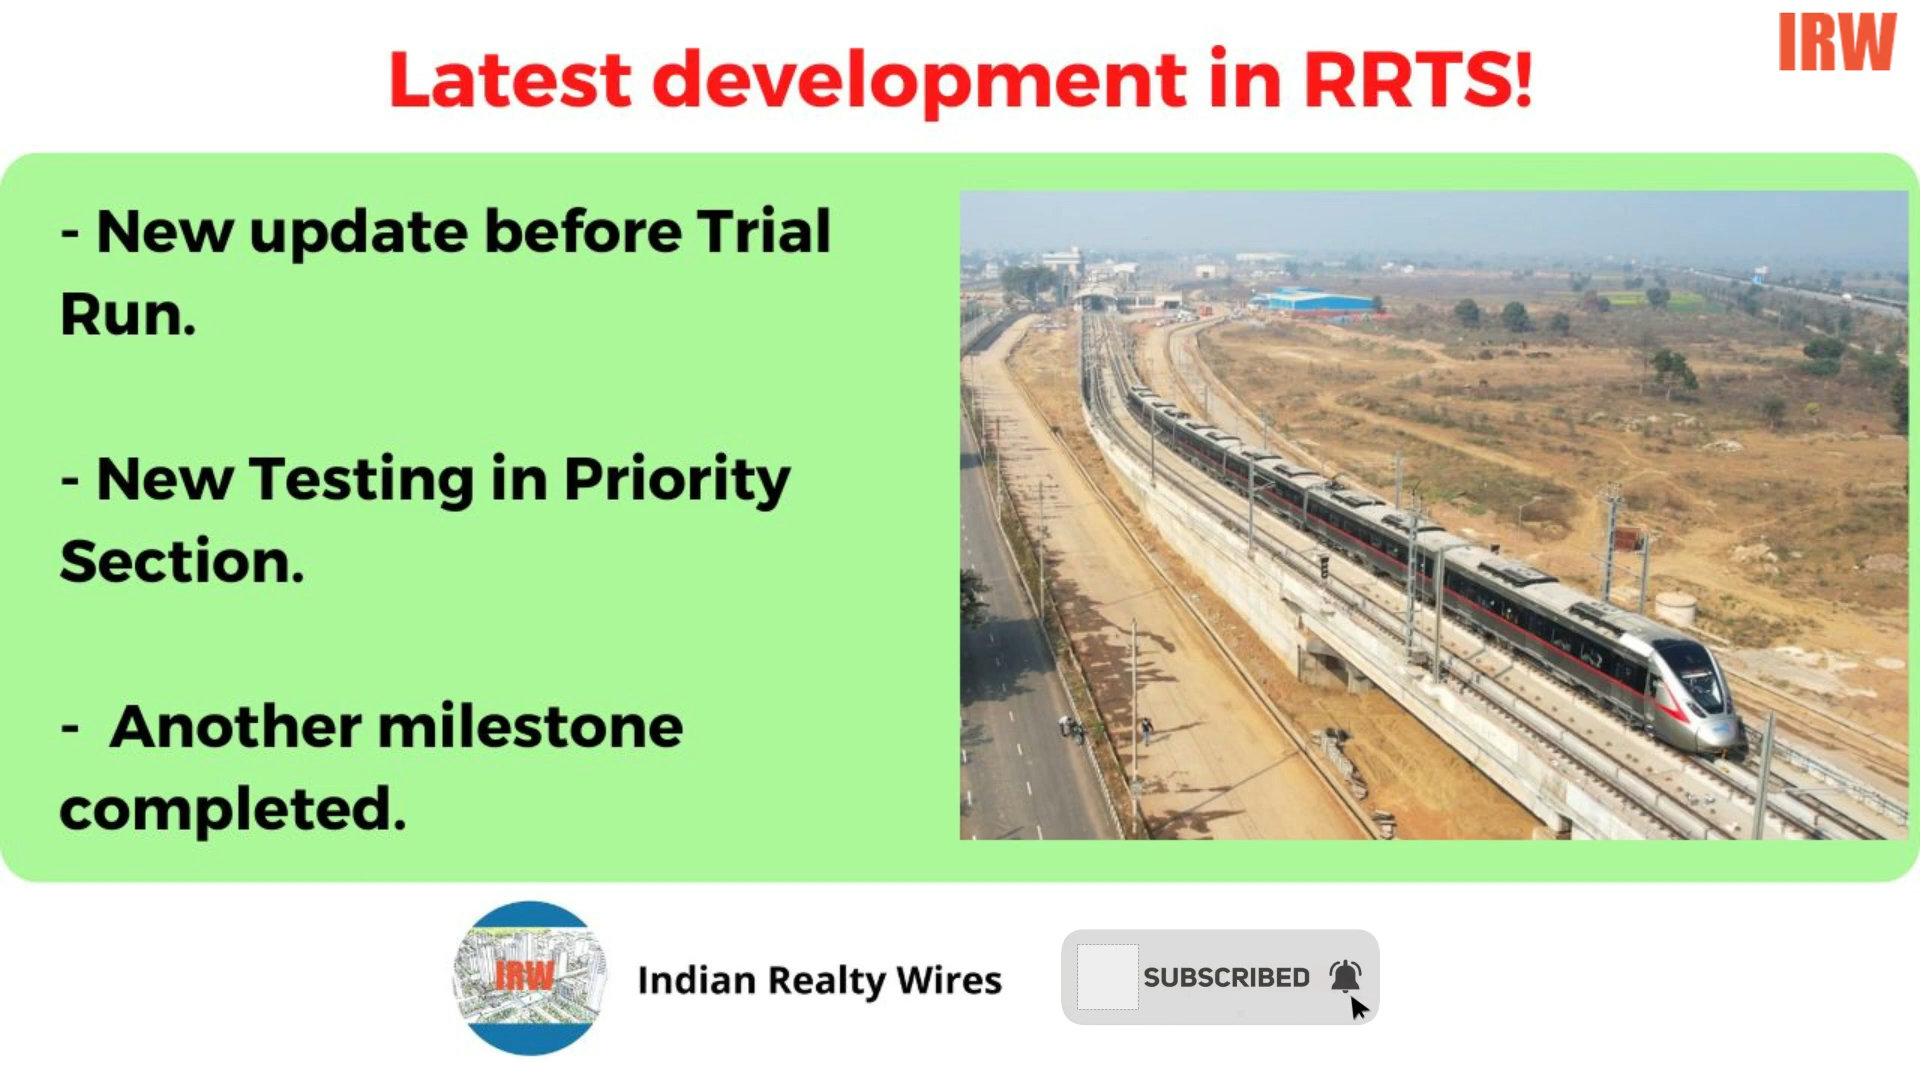 IRW
Latest development in RRTS!
- New update before Trial
Run.
- New Testing in Priority
Section.
- Another milestone
completed.
IRW
Indian Realty Wires
SUBSCRIBED